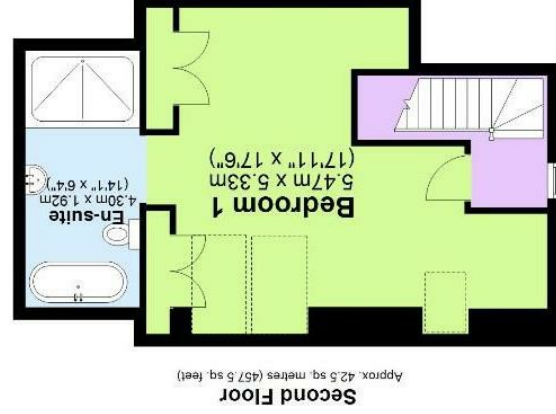 Second Floor
Approx. 42.5 sq. metres (457.5 sq. feet)
En-suite
4.30m x 1.92m
(14'1" x 6'4")
Bedroom 1
5.47m x 5.33m
(17'11" x 17'6")